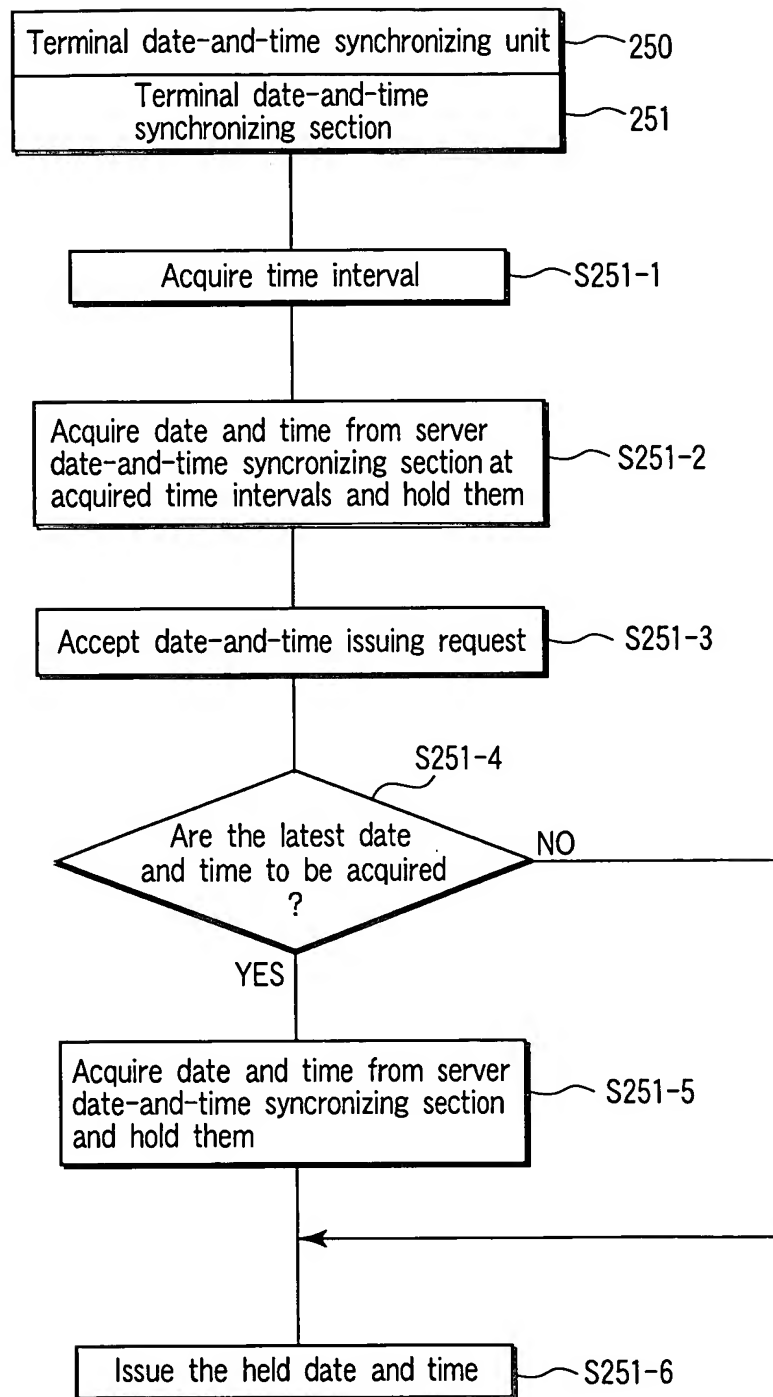 Terminal date-and-time synchronizing unit
250
Terminal date-and-time
synchronizing section
251
Acquire time interval
S251-1
Acquire date and time from server
date-and-time syncronizing section at
acquired time intervals and hold them
S251-2
Accept date-and-time issuing request
S251-3
S251-4
Are the latest date
and time to be acquired
?
NO
YES
Acquire date and time from server
date-and-time syncronizing section
and hold them
S251-5
Issue the held date and time
S251-6